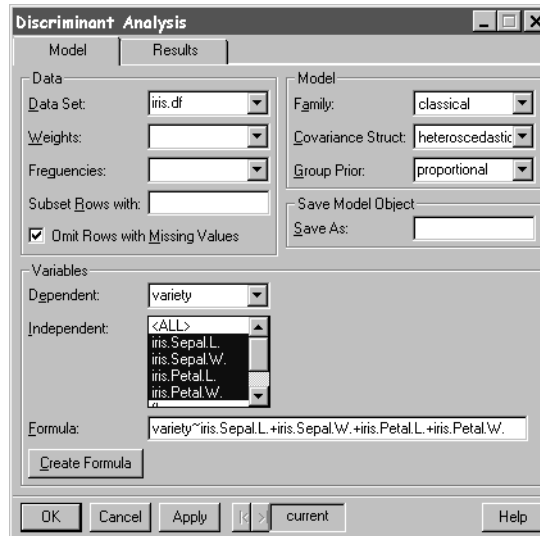 Discriminant Analysis
Model Results
Data
Data Set: iris.df
Weights:
Frequencies:
Subset Rows with:
Omit Rows with Missing Values
Model
Family: classical
Covariance Struct: heteroscedastic
Group Prior: proportional
Save Model Object
Save As:
Variables
Dependent: variety
Independent: <ALL>
iris.Sepal.L.
iris.Sepal.W.
iris.Petal.L.
iris.Petal.W.
Formula: variety~iris.Sepal.L.+iris.Sepal.W.+iris.Petal.L.+iris.Petal.W.
Create Formula
OK Cancel Apply current Help